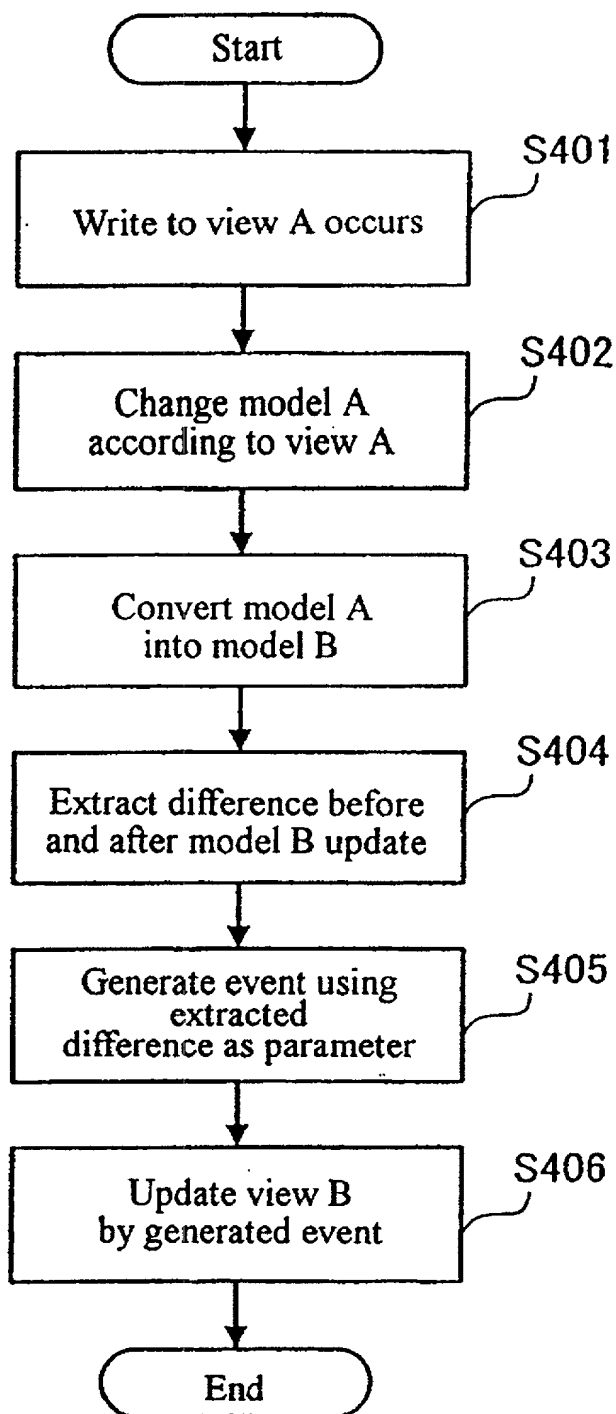 Start
S401
Write to view A occurs
S402
Change model A
according to view A
S403
Convert model A
into model B
S404
Extract difference before
and after model B update
S405
Generate event using
extracted
difference as parameter
S406
Update view B
by generated event
End